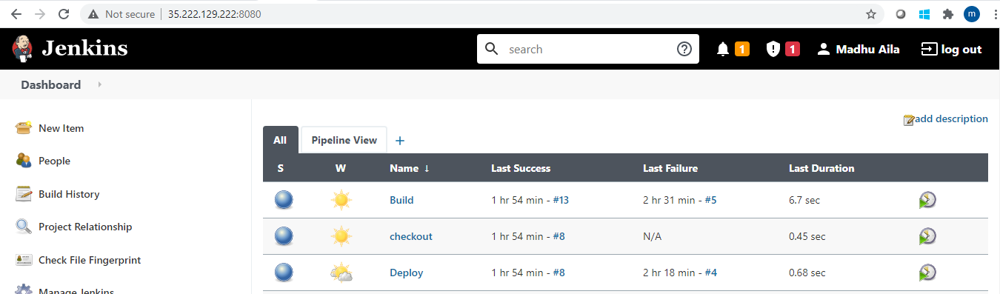 Not secure 35.222.129.222:8080 m
Jenkins search 1 1 Madhu Aila log out
Dashboard
add description
New Item
People
Build History
Project Relationship
Check File Fingerprint
Manage Jenkins
All Pipeline View +
S W Name ↓ Last Success Last Failure Last Duration
Build 1 hr 54 min - #13 2 hr 31 min - #5 6.7 sec
checkout 1 hr 54 min - #8 N/A 0.45 sec
Deploy 1 hr 54 min - #8 2 hr 18 min - #4 0.68 sec